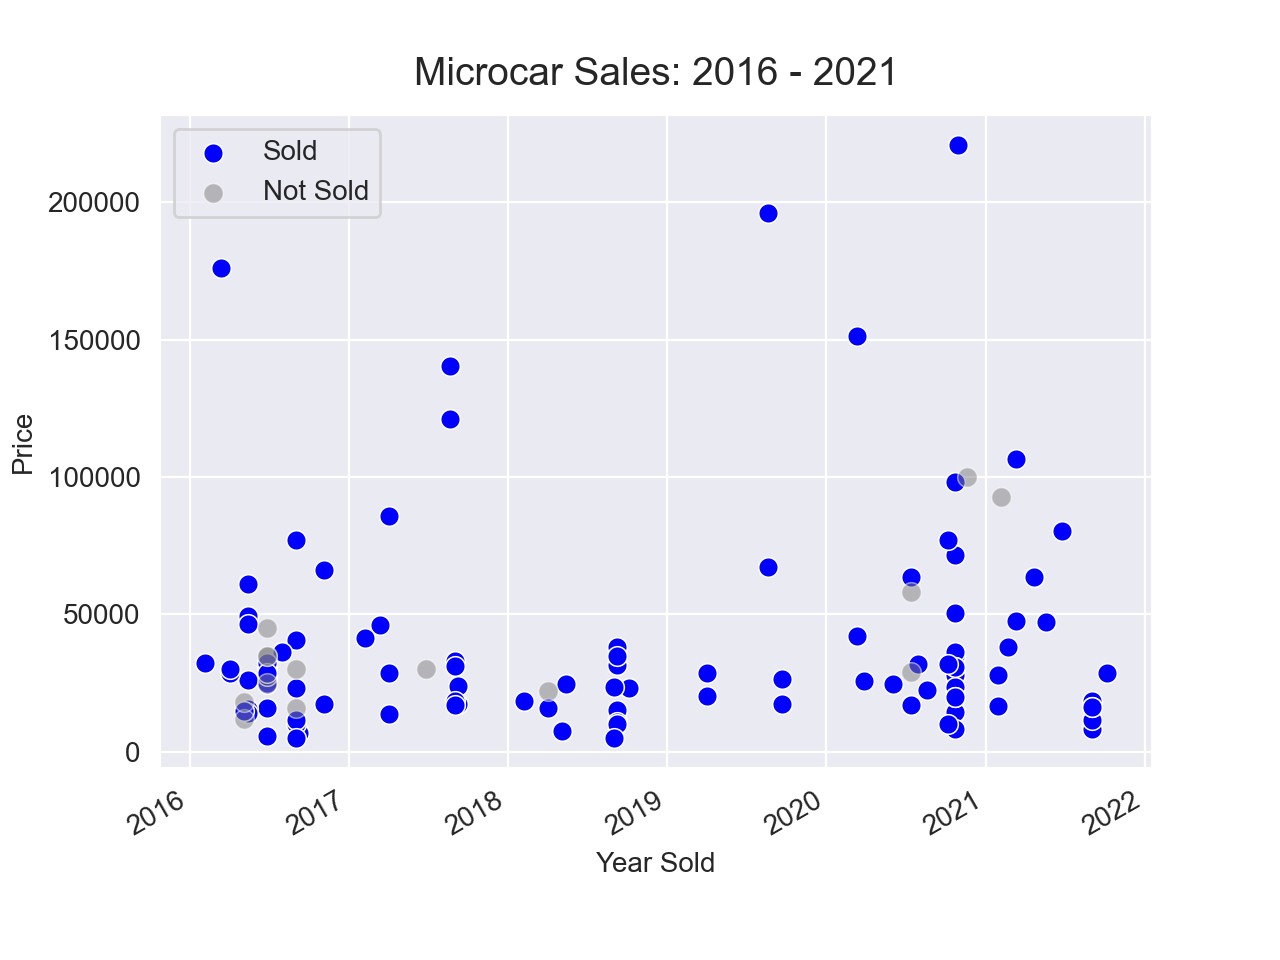 Microcar Sales: 2016 - 2021
Sold
Not Sold
200000
150000
100000
50000
0
Price
2016
2017
2018
2019
2020
2021
2022
Year Sold